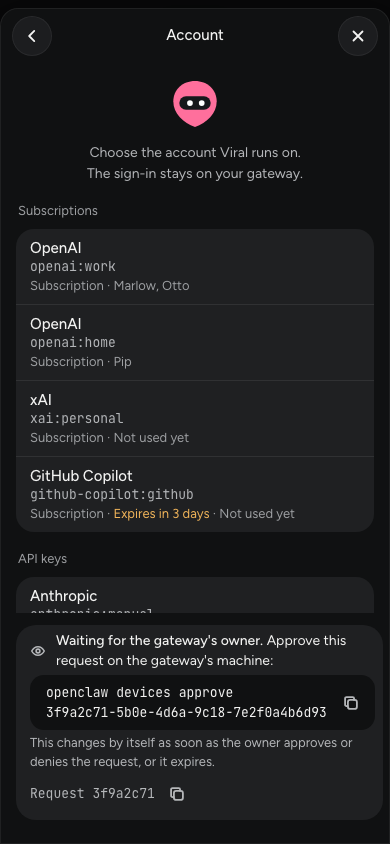 Account
Choose the account Viral runs on.
The sign-in stays on your gateway.
Subscriptions
OpenAI
openai:work
Subscription · Marlow, Otto
OpenAI
openai:home
Subscription · Pip
xAI
xai:personal
Subscription · Not used yet
GitHub Copilot
github-copilot:github
Subscription · Expires in 3 days · Not used yet
API keys
Anthropic
Waiting for the gateway's owner. Approve this
request on the gateway's machine:
openclaw devices approve
3f9a2c71-5b0e-4d6a-9c18-7e2f0a4b6d93
This changes by itself as soon as the owner approves or
denies the request, or it expires.
Request 3f9a2c71